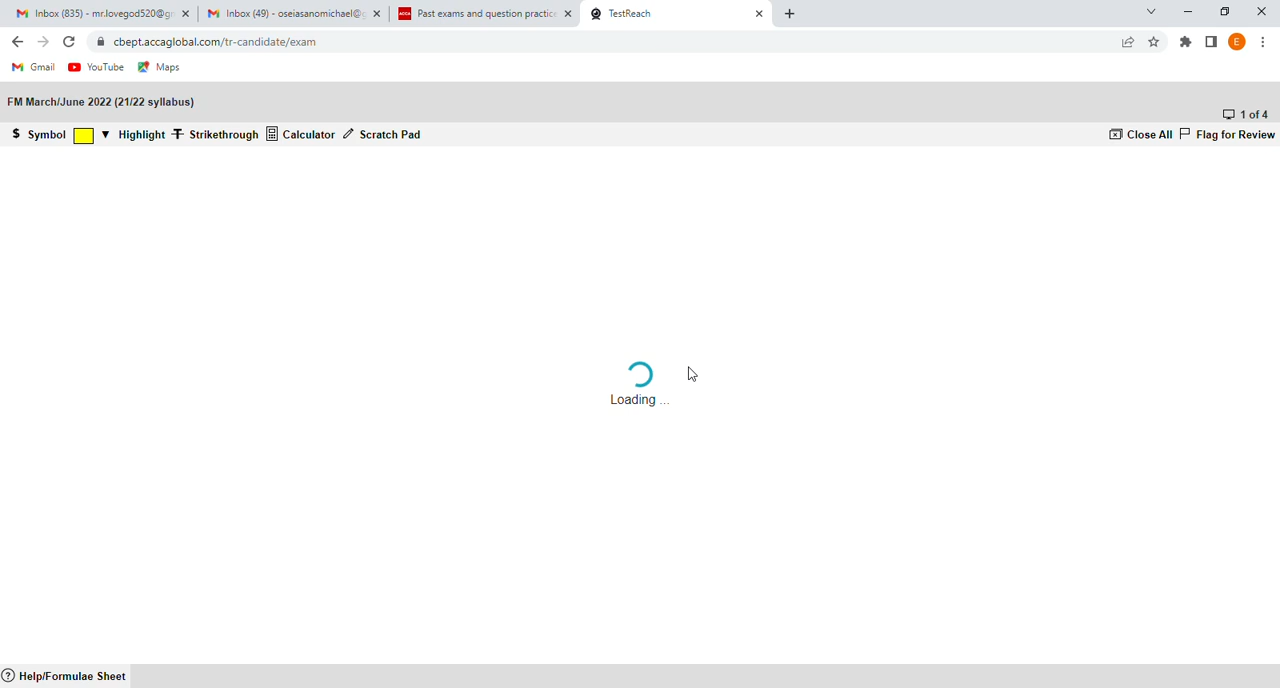 Inbox (835) - mr.lovegod520@g
Inbox (49) - oseiasanomichael@
ACCA Past exams and question practice
TestReach
cbept.accaglobal.com/tr-candidate/exam
E
Gmail YouTube Maps
FM March/June 2022 (21/22 syllabus)
1 of 4
$ Symbol Highlight Strikethrough Calculator Scratch Pad Close All Flag for Review
Loading ...
? Help/Formulae Sheet